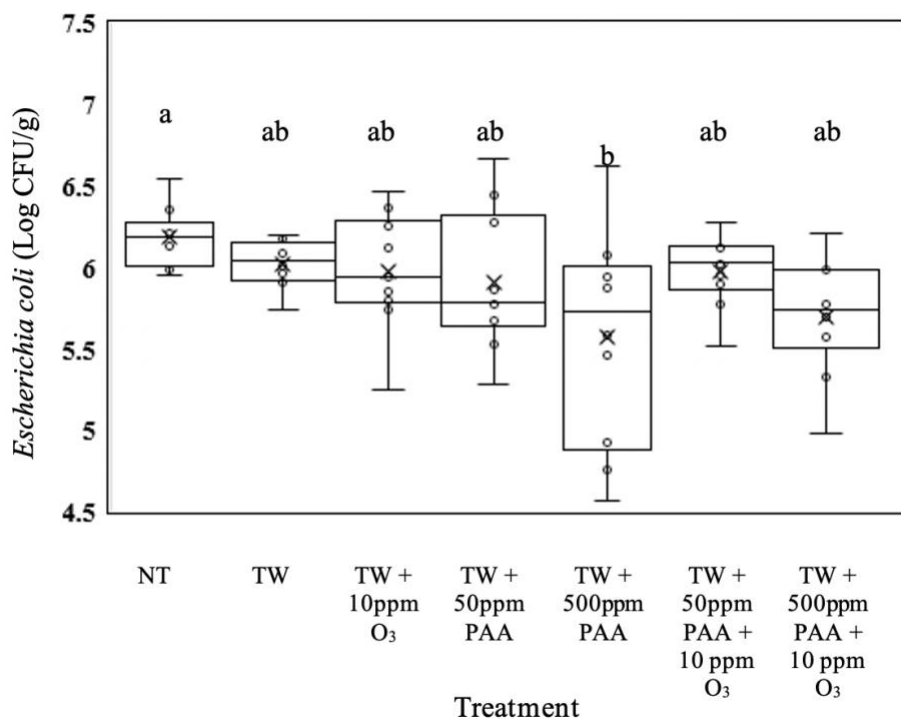 7.5
7
6.5
6
5.5
5
4.5
Escherichia coli (Log CFU/g)
a
ab
ab
ab
b
ab
ab
NT
TW
TW +
10ppm
O₃
TW +
50ppm
PAA
TW +
500ppm
PAA
TW +
50ppm
PAA +
10 ppm
O₃
TW +
500ppm
PAA +
10 ppm
O₃
Treatment